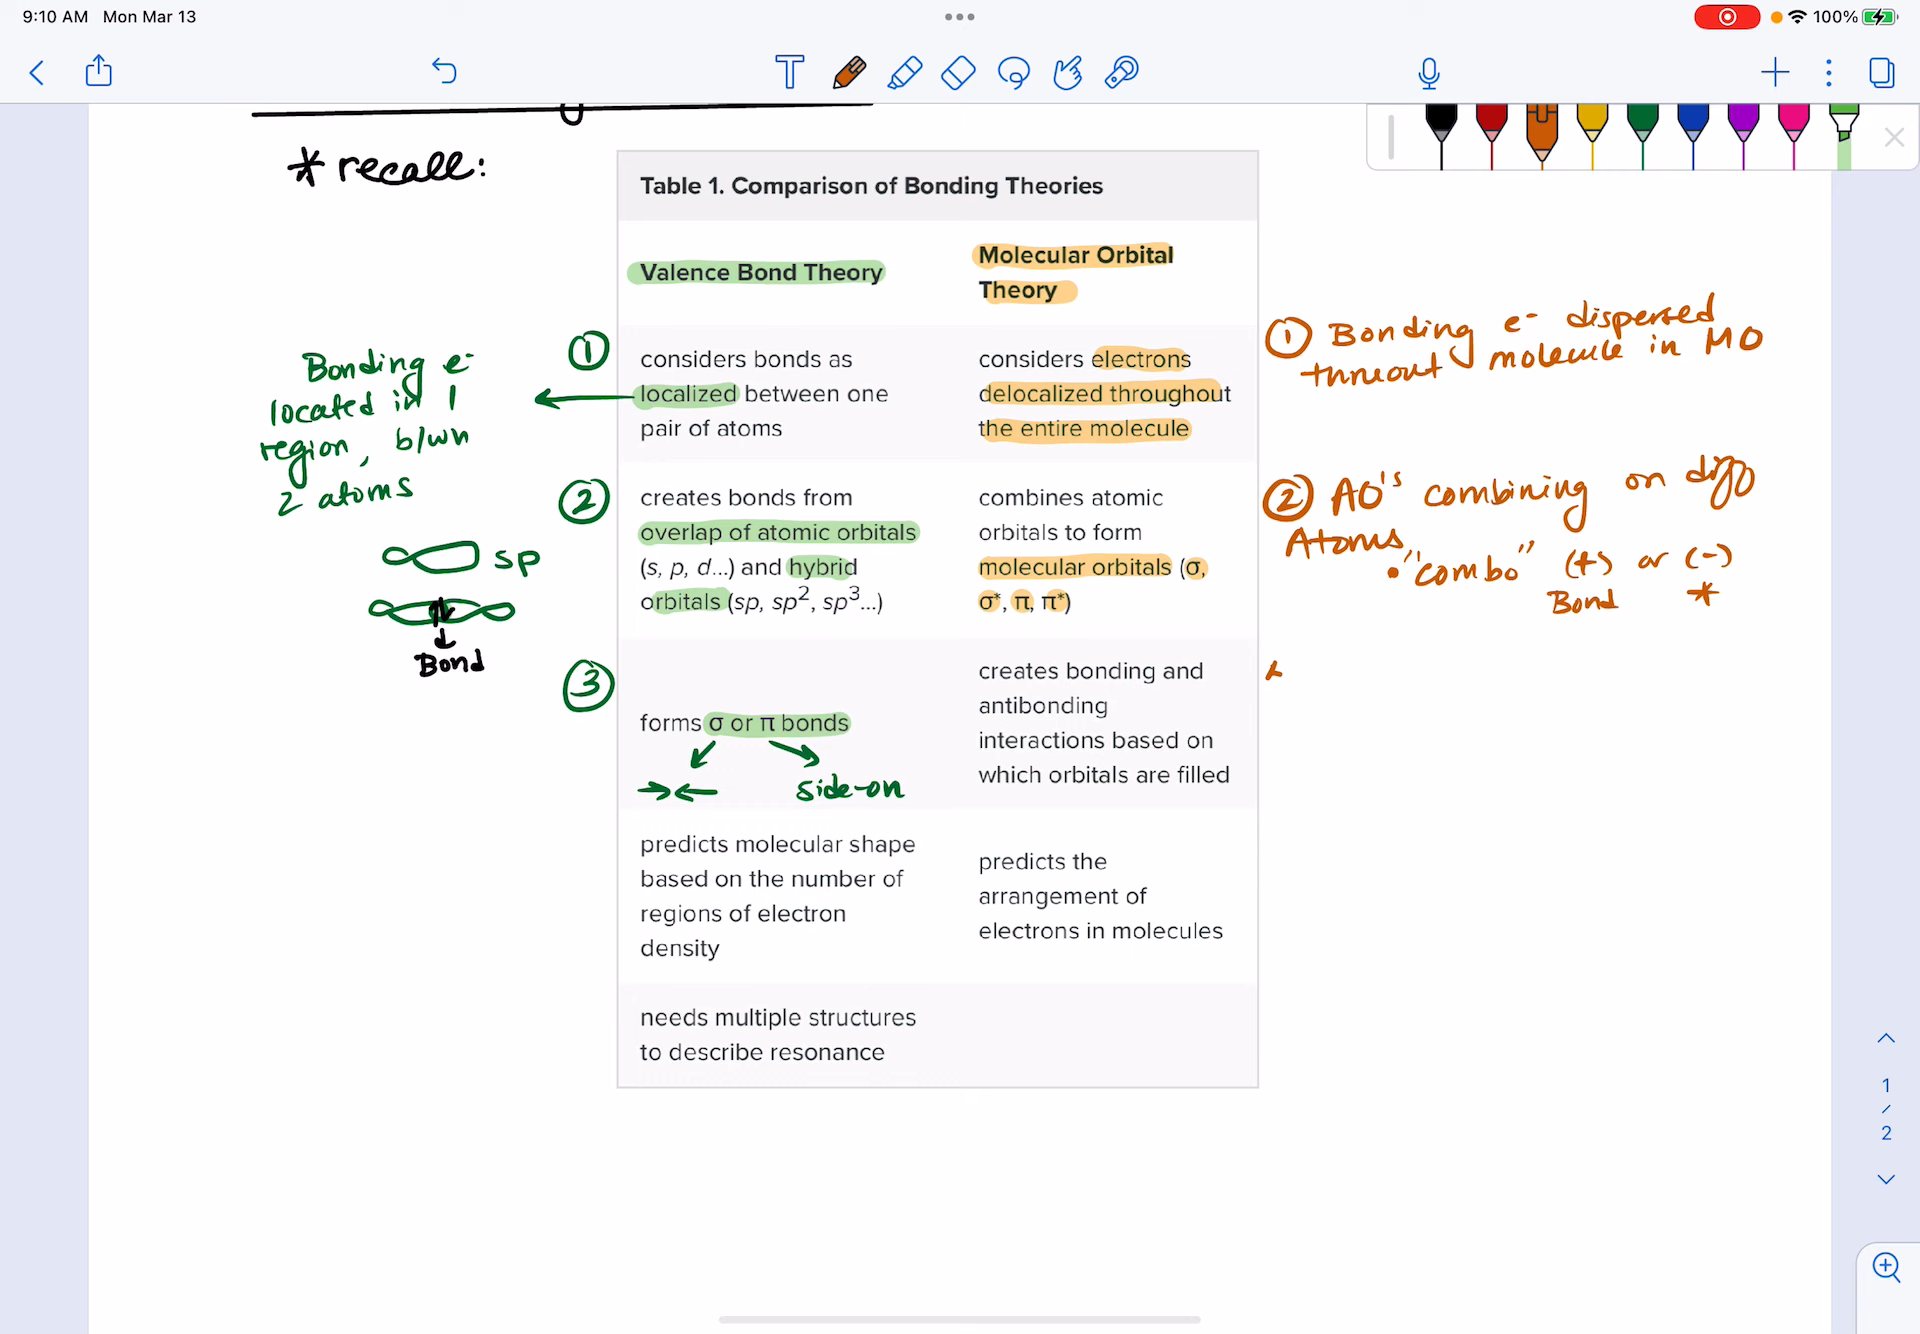 9:10 AM Mon Mar 13
100%
* recall:
Table 1. Comparison of Bonding Theories
Valence Bond Theory
Molecular Orbital
Theory
① considers bonds as
localized between one
pair of atoms
considers electrons
delocalized throughout
the entire molecule
② creates bonds from
overlap of atomic orbitals
(s, p, d...) and hybrid
orbitals (sp, sp², sp³...)
combines atomic
orbitals to form
molecular orbitals (σ,
σ*, π, π*)
③ forms σ or π bonds
side-on
creates bonding and
antibonding
interactions based on
which orbitals are filled
predicts molecular shape
based on the number of
regions of electron
density
predicts the
arrangement of
electrons in molecules
needs multiple structures
to describe resonance
Bonding e-
located in 1
region, b/wn
2 atoms
sp
Bond
① Bonding e- dispersed
threout molecule in MO
② AO's combining on diff
Atoms,
• "combo" (+) or (-)
Bond *
1
/
2